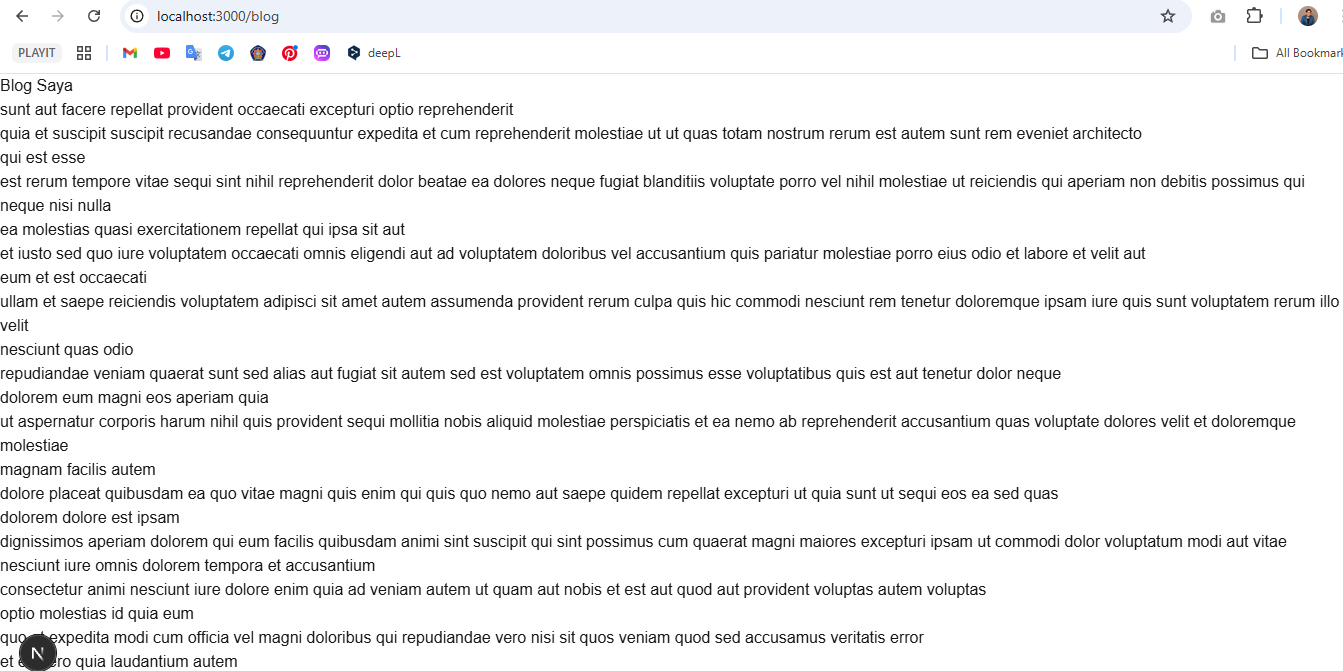 localhost:3000/blog
PLAYIT
deepL
All Bookmark
Blog Saya
sunt aut facere repellat provident occaecati excepturi optio reprehenderit
quia et suscipit suscipit recusandae consequuntur expedita et cum reprehenderit molestiae ut ut quas totam nostrum rerum est autem sunt rem eveniet architecto
qui est esse
est rerum tempore vitae sequi sint nihil reprehenderit dolor beatae ea dolores neque fugiat blanditiis voluptate porro vel nihil molestiae ut reiciendis qui aperiam non debitis possimus qui
neque nisi nulla
ea molestias quasi exercitationem repellat qui ipsa sit aut
et iusto sed quo iure voluptatem occaecati omnis eligendi aut ad voluptatem doloribus vel accusantium quis pariatur molestiae porro eius odio et labore et velit aut
eum et est occaecati
ullam et saepe reiciendis voluptatem adipisci sit amet autem assumenda provident rerum culpa quis hic commodi nesciunt rem tenetur doloremque ipsam iure quis sunt voluptatem rerum illo
velit
nesciunt quas odio
repudiandae veniam quaerat sunt sed alias aut fugiat sit autem sed est voluptatem omnis possimus esse voluptatibus quis est aut tenetur dolor neque
dolorem eum magni eos aperiam quia
ut aspernatur corporis harum nihil quis provident sequi mollitia nobis aliquid molestiae perspiciatis et ea nemo ab reprehenderit accusantium quas voluptate dolores velit et doloremque
molestiae
magnam facilis autem
dolore placeat quibusdam ea quo vitae magni quis enim qui quis quo nemo aut saepe quidem repellat excepturi ut quia sunt ut sequi eos ea sed quas
dolorem dolore est ipsam
dignissimos aperiam dolorem qui eum facilis quibusdam animi sint suscipit qui sint possimus cum quaerat magni maiores excepturi ipsam ut commodi dolor voluptatum modi aut vitae
nesciunt iure omnis dolorem tempora et accusantium
consectetur animi nesciunt iure dolore enim quia ad veniam autem ut quam aut nobis et est aut quod aut provident voluptas autem voluptas
optio molestias id quia eum
quo expedita modi cum officia vel magni doloribus qui repudiandae vero nisi sit quos veniam quod sed accusamus veritatis error
N
et quia laudantium autem